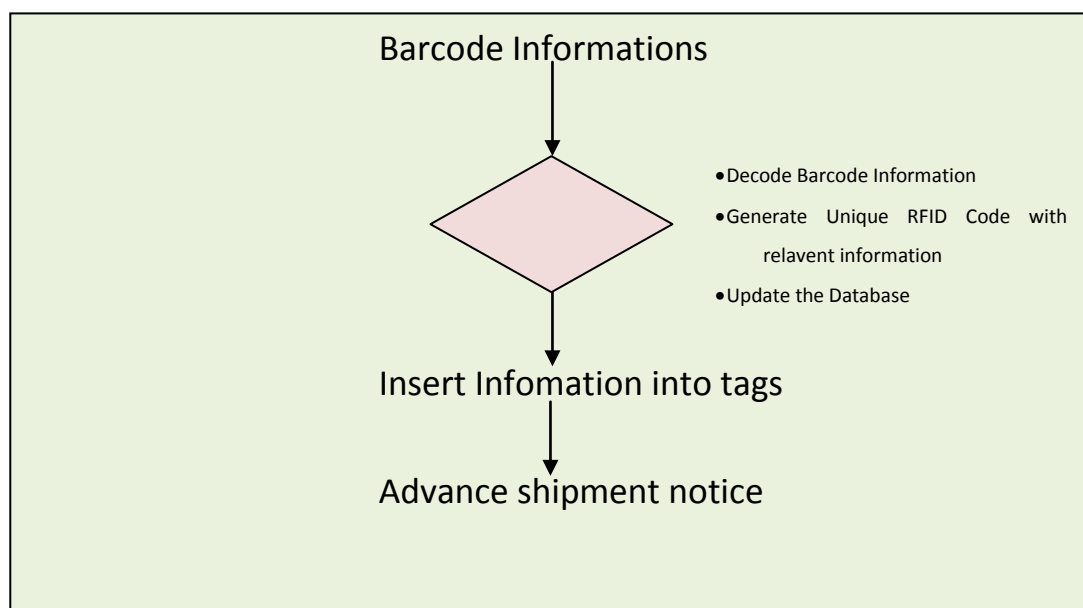 Barcode Informations
•Decode Barcode Information
•Generate Unique RFID Code with
relavent information
•Update the Database
Insert Infomation into tags
Advance shipment notice